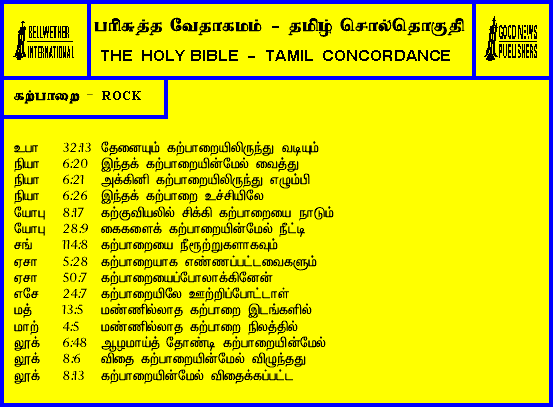 BELLWETHER
INTERNATIONAL
பரிசுத்த வேதாகமம் - தமிழ் சொல்தொகுதி
THE HOLY BIBLE - TAMIL CONCORDANCE
GOOD NEWS
PUBLISHERS
கற்பாறை - ROCK
உபா 32:13 தேனையும் கற்பாறையிலிருந்து வடியும்
நியா 6:20 இந்தக் கற்பாறையின்மேல் வைத்து
நியா 6:21 அக்கினி கற்பாறையிலிருந்து எழும்பி
நியா 6:26 இந்தக் கற்பாறை உச்சியிலே
யோபு 8:17 கற்குவியலில் சிக்கி கற்பாறையை நாடும்
யோபு 28:9 கைகளைக் கற்பாறையின்மேல் நீட்டி
சங் 114:8 கற்பாறையை நீரூற்றுகளாகவும்
ஏசா 5:28 கற்பாறையாக எண்ணப்பட்டவைகளும்
ஏசா 50:7 கற்பாறையைப்போலாக்கினேன்
எசே 24:7 கற்பாறையிலே ஊற்றிப்போட்டாள்
மத் 13:5 மண்ணில்லாத கற்பாறை இடங்களில்
மாற் 4:5 மண்ணில்லாத கற்பாறை நிலத்தில்
லூக் 6:48 ஆழமாய்த் தோண்டி கற்பாறையின்மேல்
லூக் 8:6 விதை கற்பாறையின்மேல் விழுந்தது
லூக் 8:13 கற்பாறையின்மேல் விதைக்கப்பட்ட